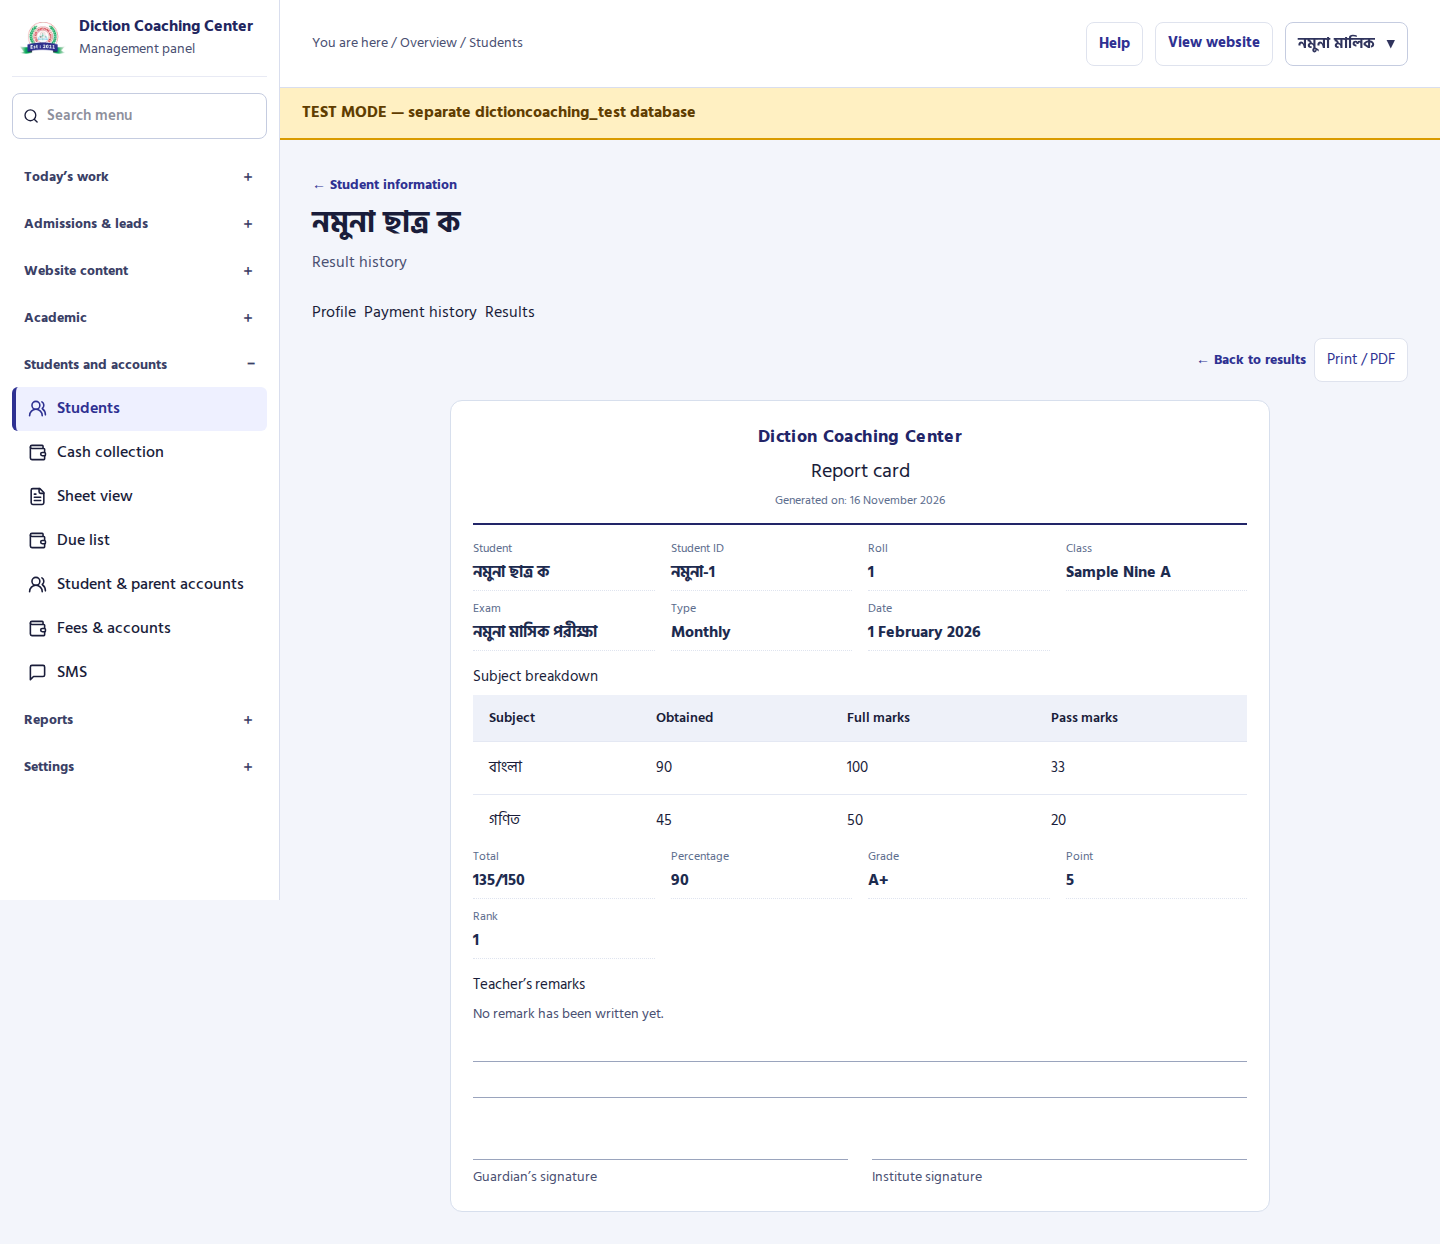 Diction Coaching Center
Management panel
Est : 2011
Search menu
Today's work +
Admissions & leads +
Website content +
Academic +
Students and accounts −
Students
Cash collection
Sheet view
Due list
Student & parent accounts
Fees & accounts
SMS
Reports +
Settings +
You are here / Overview / Students
Help
View website
নমুনা মালিক ▼
TEST MODE — separate dictioncoaching_test database
← Student information
নমুনা ছাত্র ক
Result history
Profile Payment history Results
← Back to results Print / PDF
Diction Coaching Center
Report card
Generated on: 16 November 2026
Student Student ID Roll Class
নমুনা ছাত্র ক নমুনা-1 1 Sample Nine A
Exam Type Date
নমুনা মাসিক পরীক্ষা Monthly 1 February 2026
Subject breakdown
Subject Obtained Full marks Pass marks
বাংলা 90 100 33
গণিত 45 50 20
Total Percentage Grade Point
135/150 90 A+ 5
Rank
1
Teacher's remarks
No remark has been written yet.
Guardian's signature Institute signature